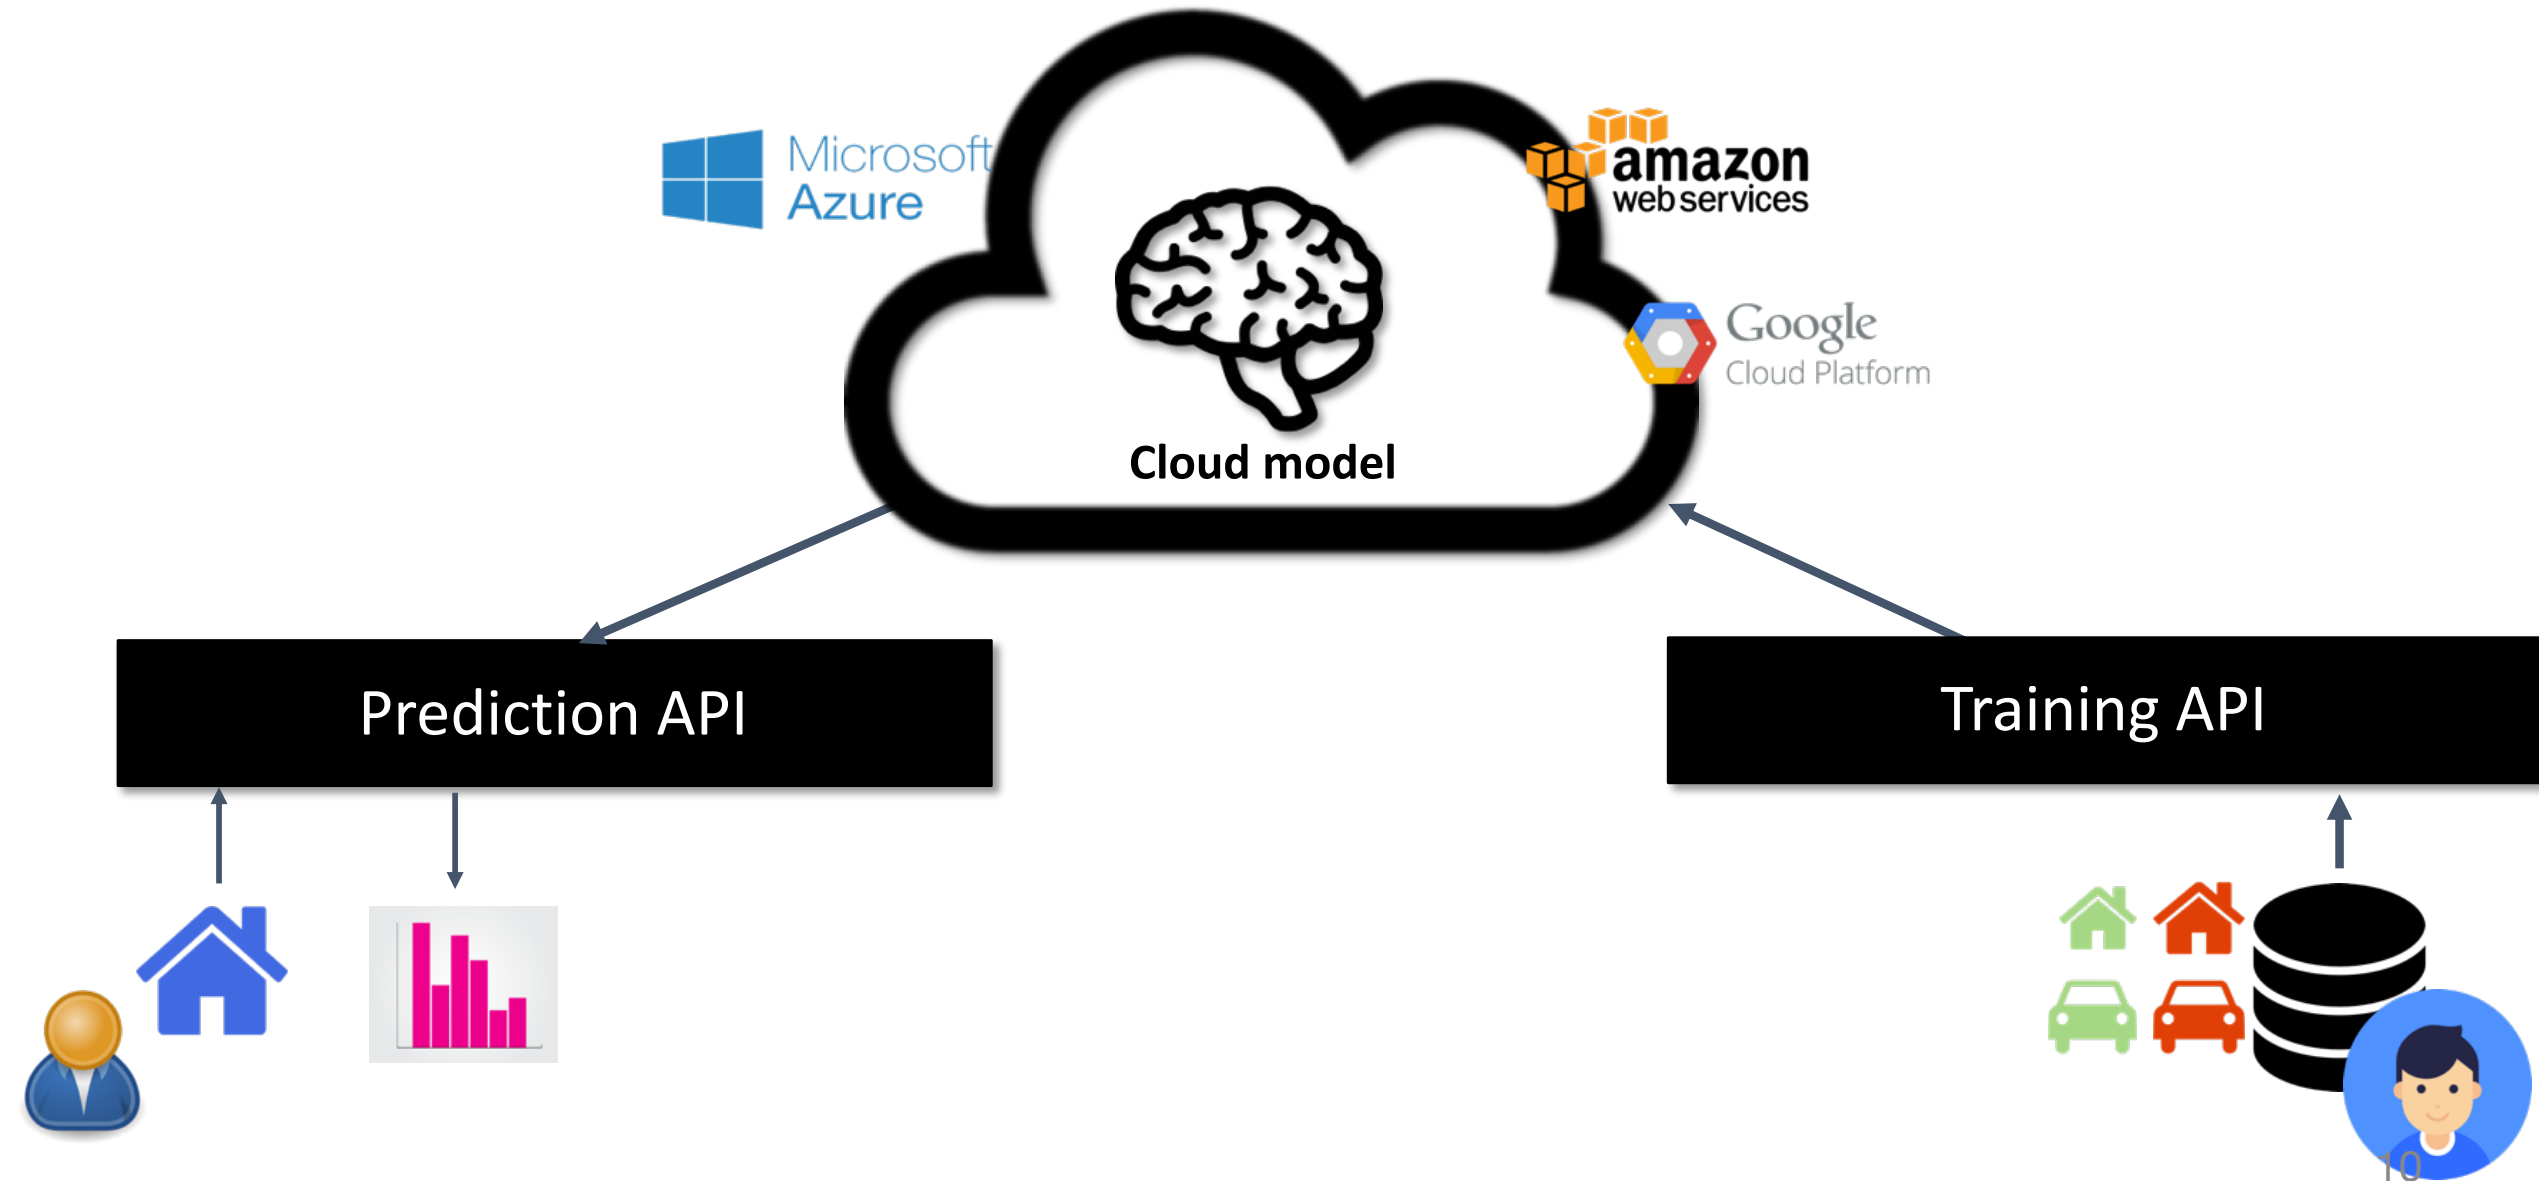 Microsoft
Azure
amazon
web services
Google
Cloud Platform
Cloud model
Prediction API
Training API
10